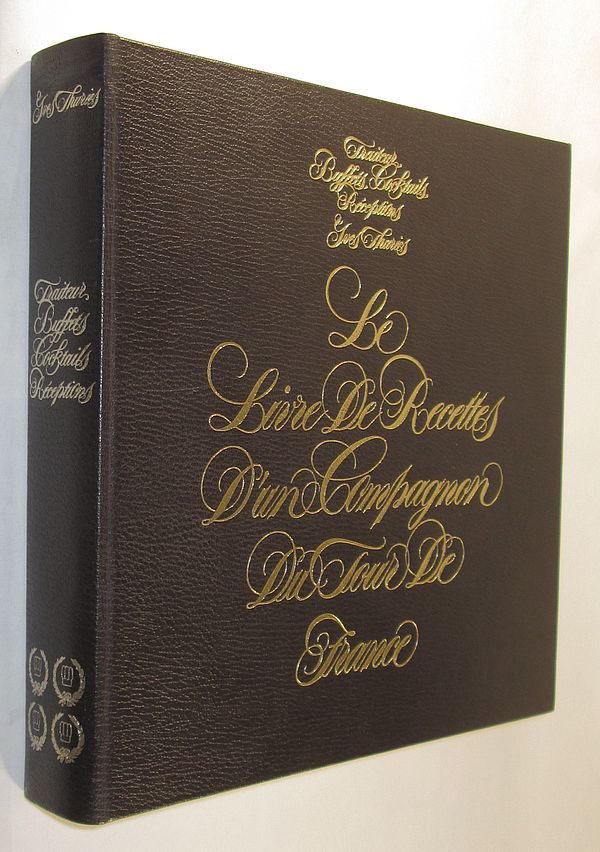 Yves Thuriès
Traiteur
Buffets
Cocktails
Réceptions
Traiteur
Buffets, Cocktails,
Réceptions
Yves Thuriès
Le
Livre De Recettes
D'un Compagnon
Du Tour De
France